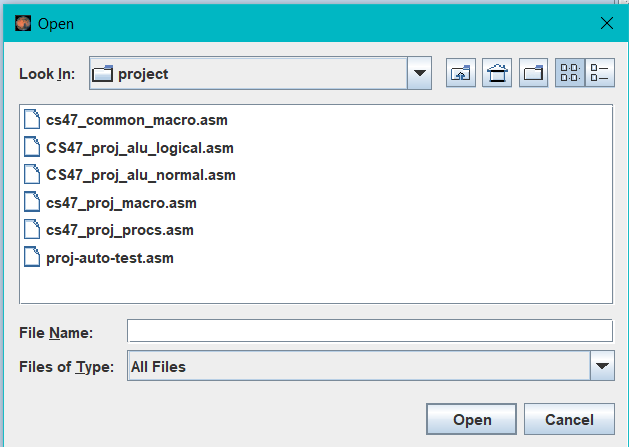 Open
Look In: project
cs47_common_macro.asm
CS47_proj_alu_logical.asm
CS47_proj_alu_normal.asm
cs47_proj_macro.asm
cs47_proj_procs.asm
proj-auto-test.asm
File Name:
Files of Type: All Files
Open Cancel